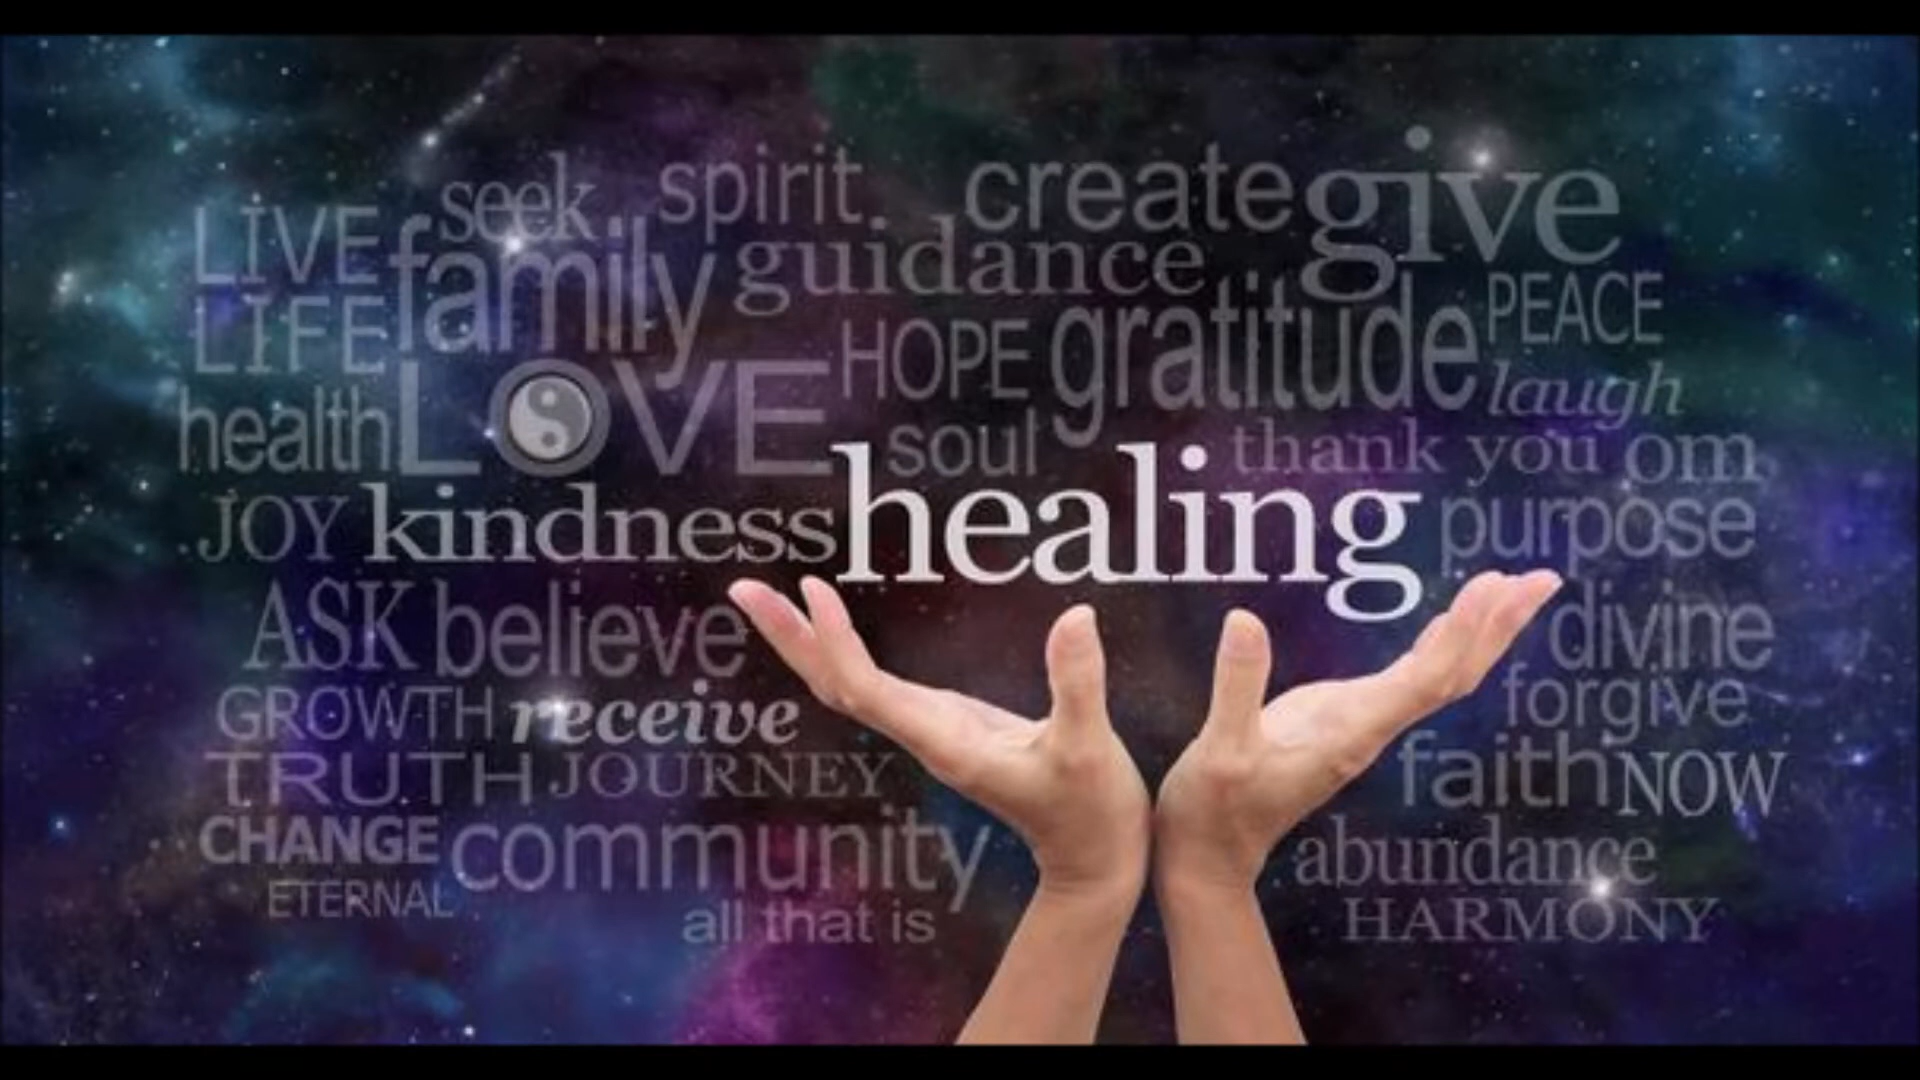 seek spirit create give
LIVE family guidance
LIFE HOPE gratitude PEACE
health LOVE soul laugh
thank you om
JOY kindness healing purpose
ASK believe divine
GROWTH receive forgive
TRUTH JOURNEY faith NOW
CHANGE community abundance
ETERNAL all that is HARMONY